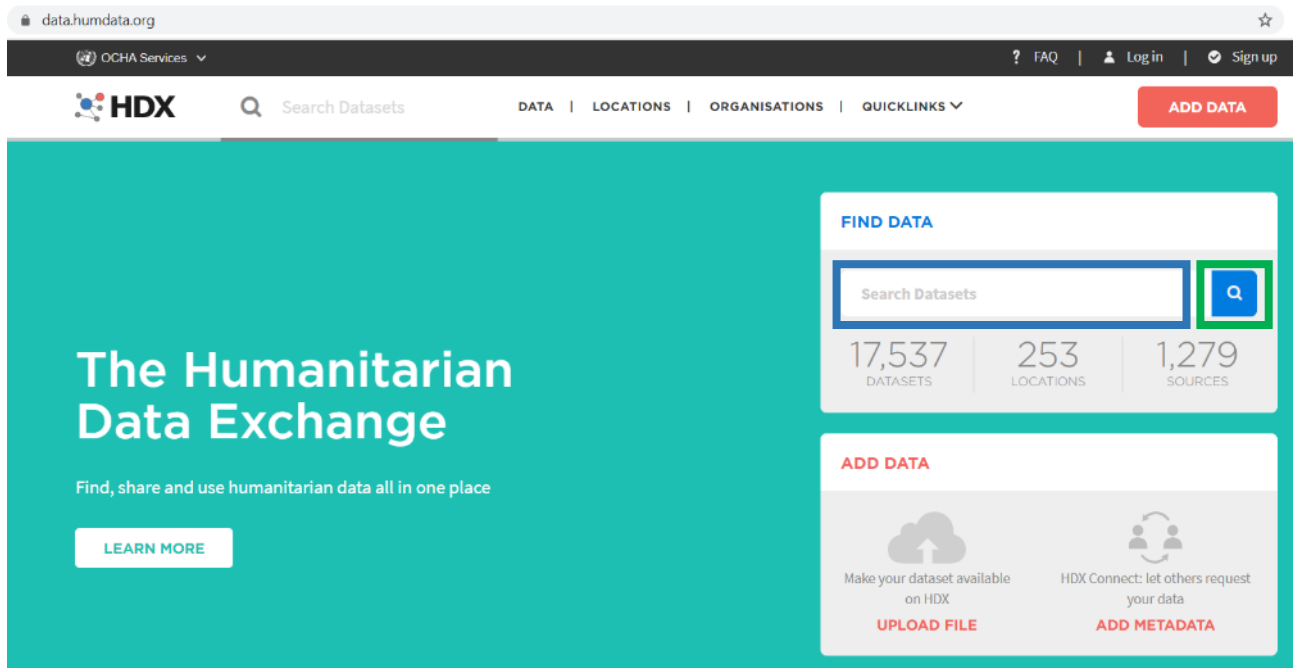 data.humdata.org
OCHA Services
? FAQ | Log in | Sign up
HDX Search Datasets DATA | LOCATIONS | ORGANISATIONS | QUICKLINKS ADD DATA
FIND DATA
Search Datasets
17,537 253 1,279
DATASETS LOCATIONS SOURCES
The Humanitarian
Data Exchange
Find, share and use humanitarian data all in one place
LEARN MORE
ADD DATA
Make your dataset available
on HDX
UPLOAD FILE
HDX Connect: let others request
your data
ADD METADATA